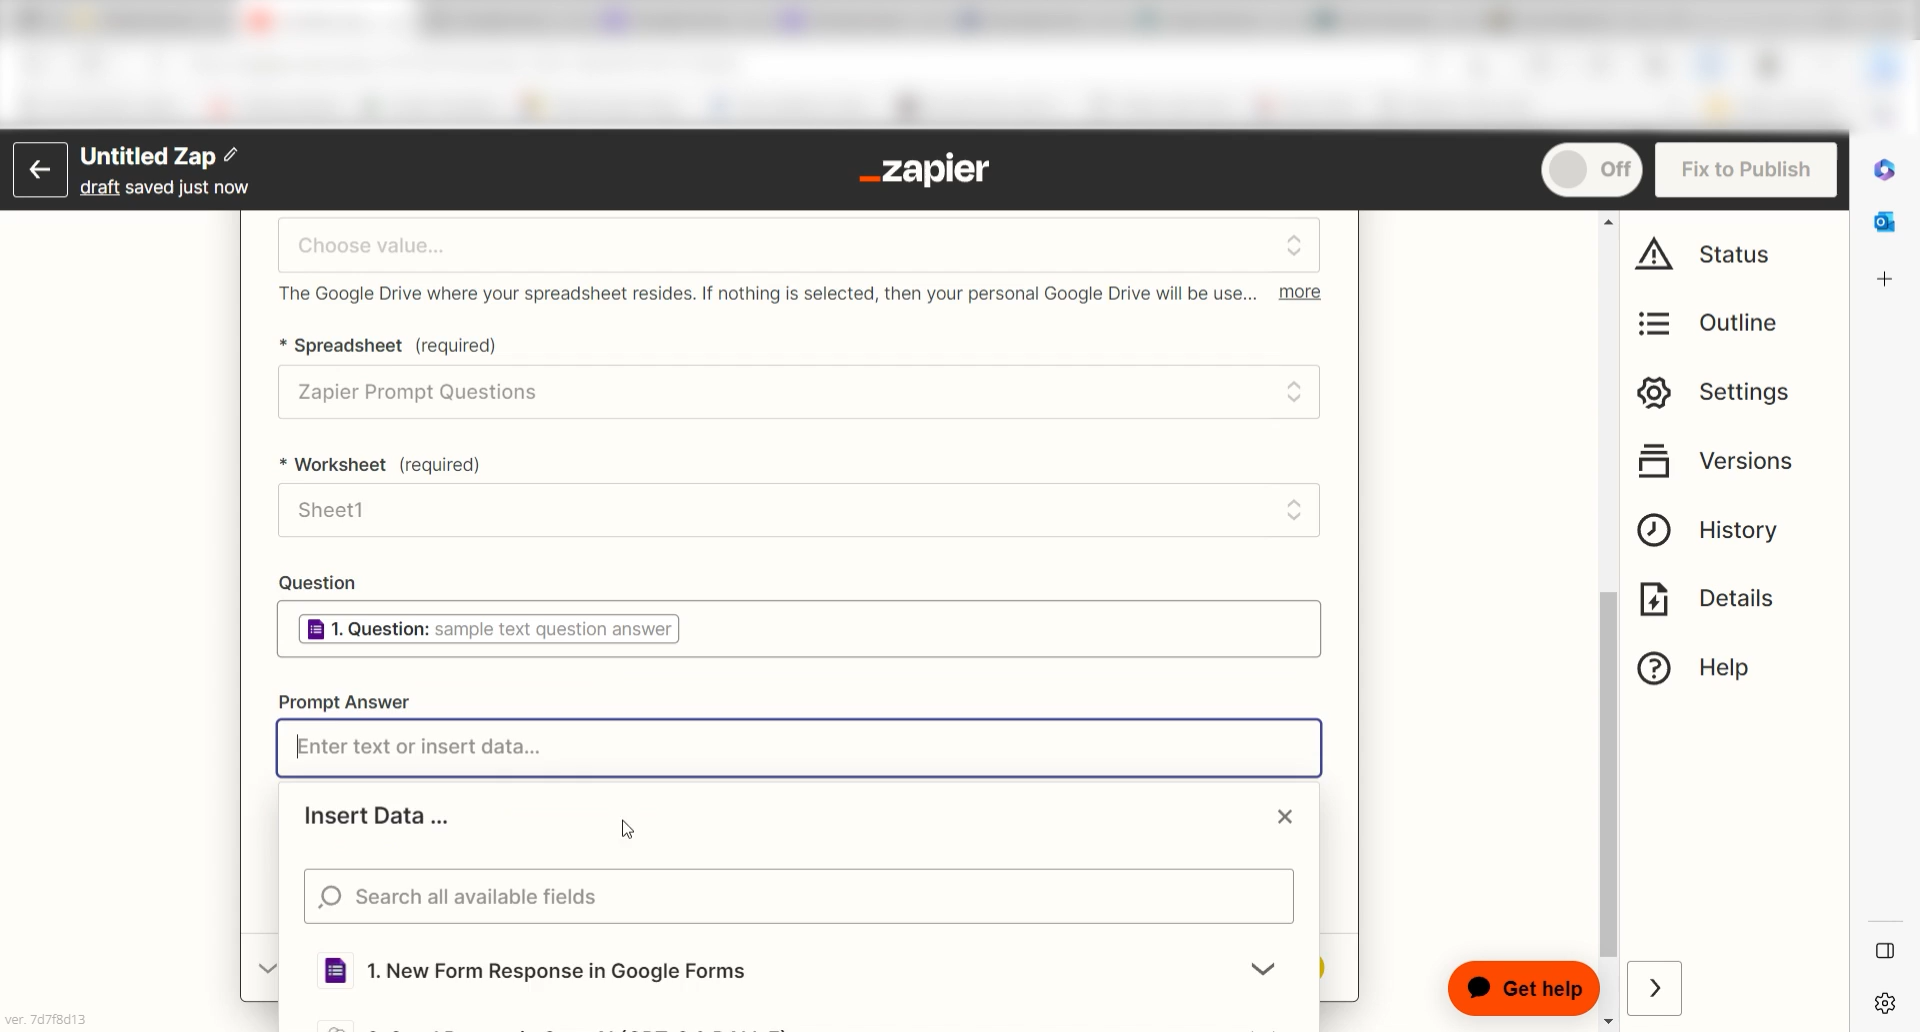 Untitled Zap
draft saved just now
zapier
Off
Fix to Publish
Choose value...
The Google Drive where your spreadsheet resides. If nothing is selected, then your personal Google Drive will be use... more
* Spreadsheet (required)
Zapier Prompt Questions
* Worksheet (required)
Sheet1
Question
1. Question: sample text question answer
Prompt Answer
Enter text or insert data...
Insert Data ...
Search all available fields
1. New Form Response in Google Forms
Status
Outline
Settings
Versions
History
Details
Help
Get help
ver. 7d7f8d13